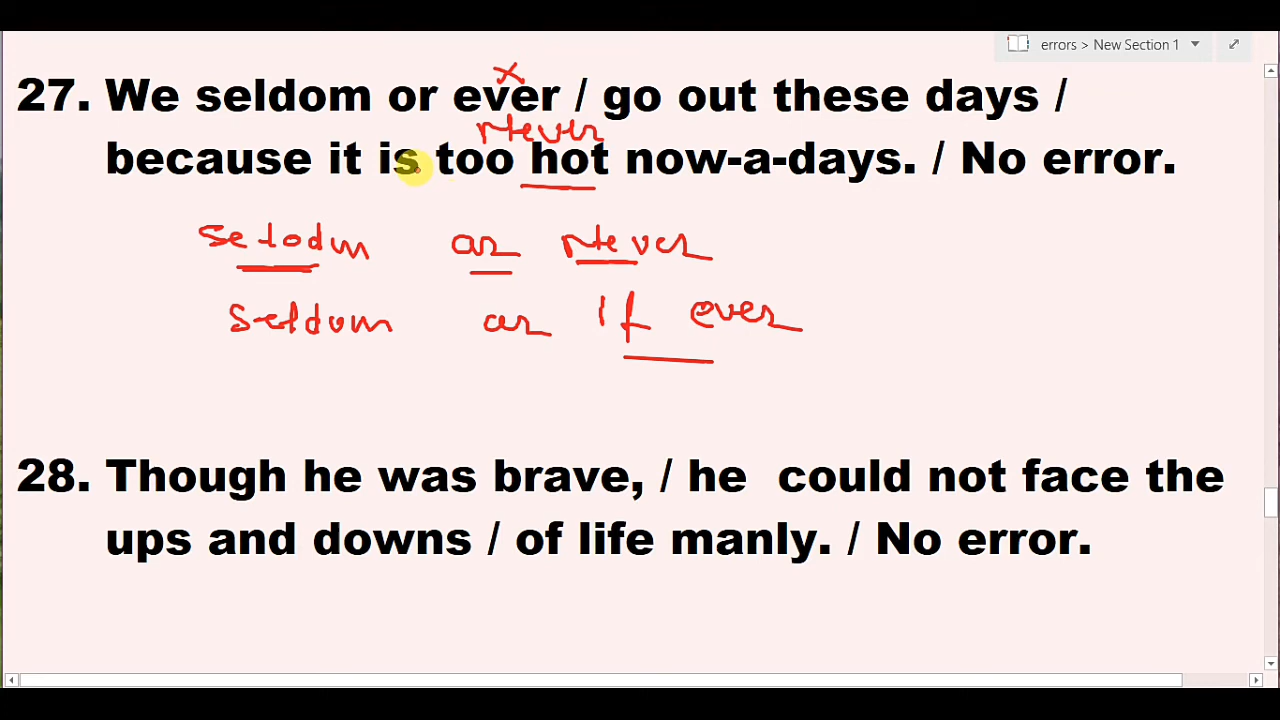 errors > New Section 1
27. We seldom or ever / go out these days /
Never
because it is too hot now-a-days. / No error.
selodm or Never
seldom or if ever
28. Though he was brave, / he could not face the
ups and downs / of life manly. / No error.